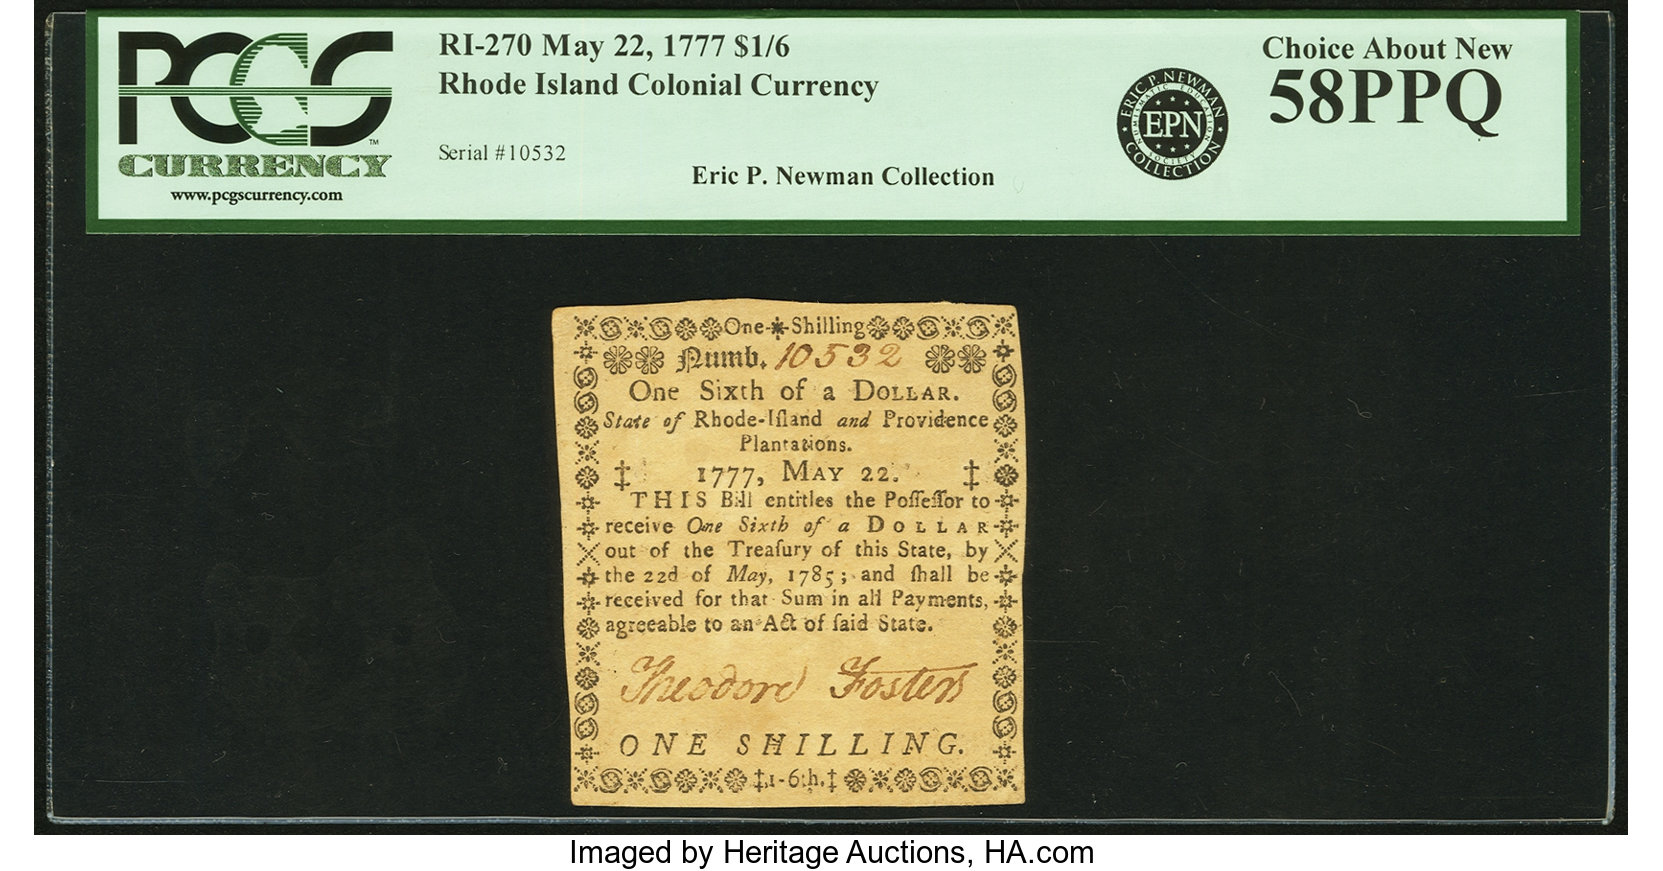 PCGS™
CURRENCY
www.pcgscurrency.com
RI-270 May 22, 1777 $1/6
Rhode Island Colonial Currency
Serial #10532
Eric P. Newman Collection
ERIC P. NEWMAN
NUMISMATIC EDUCATION
EPN
SOCIETY
COLLECTION
Choice About New
58PPQ
One-*-Shilling
Numb. 10532
One Sixth of a DOLLAR.
State of Rhode-Iſland and Providence
Plantations.
‡ 1777, MAY 22. ‡
THIS Bill entitles the Poſſeſſor to
receive One Sixth of a DOLLAR
out of the Treaſury of this State, by
the 22d of May, 1785; and ſhall be
received for that Sum in all Payments,
agreeable to an Act of ſaid State.
Theodore Foster
ONE SHILLING.
‡.1-6th.‡
Imaged by Heritage Auctions, HA.com